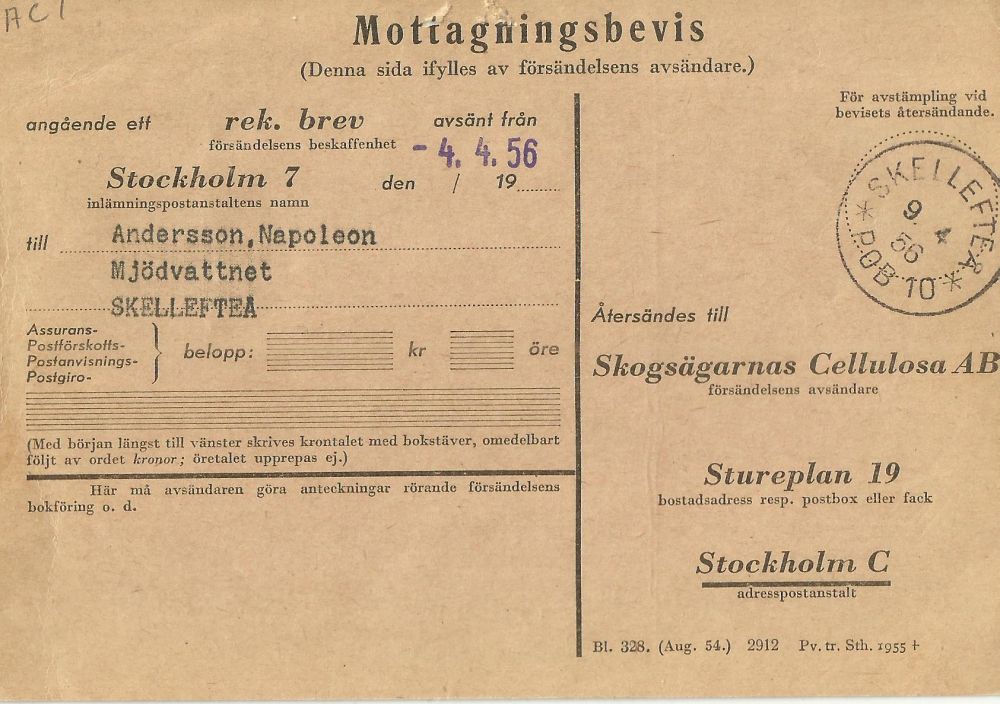 ACI
Mottagningsbevis
(Denna sida ifylles av försändelsens avsändare.)
angående ett rek. brev avsänt från
försändelsens beskaffenhet - 4. 4. 56
Stockholm 7 den / 19
inlämningspostanstaltens namn
till Andersson, Napoleon
Mjödvattnet
SKELLEFTEÅ
Assurans-
Postförskotts-
Postanvisnings-
Postgiro-
belopp: kr öre
(Med början längst till vänster skrives krontalet med bokstäver, omedelbart
följt av ordet kronor; öretalet upprepas ej.)
Här må avsändaren göra anteckningar rörande försändelsens
bokföring o. d.
För avstämpling vid
bevisets återsändande.
SKELLEFTEÅ
9 4
56
* POB 10 *
Återsändes till
Skogsägarnas Cellulosa AB
försändelsens avsändare
Stureplan 19
bostadsadress resp. postbox eller fack
Stockholm C
adresspostanstalt
Bl. 328. (Aug. 54.) 2912 Pv. tr. Sth. 1955 +